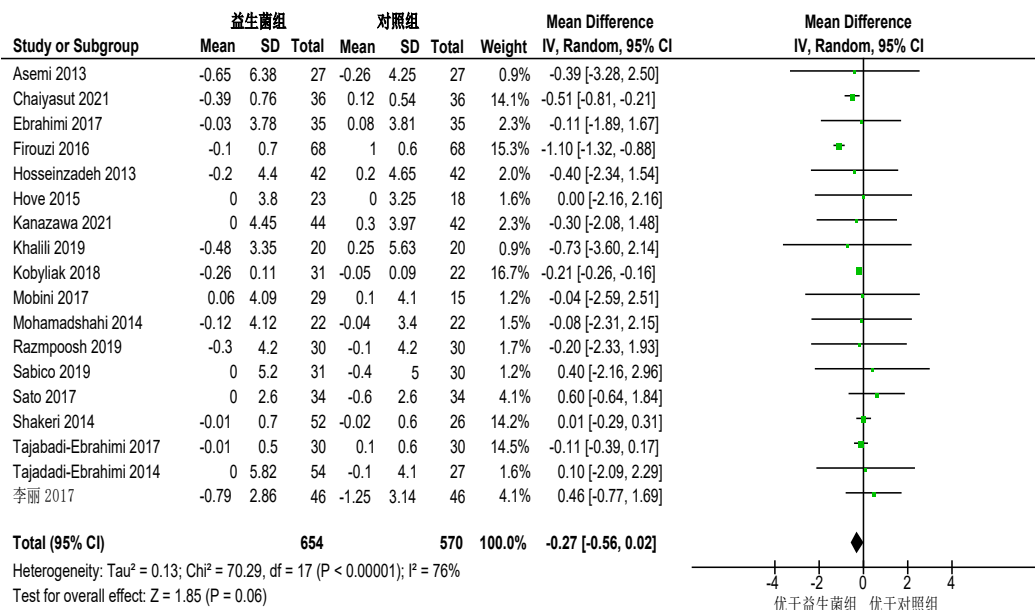 益生菌组 对照组 Mean Difference Mean Difference
Study or Subgroup Mean SD Total Mean SD Total Weight IV, Random, 95% CI IV, Random, 95% CI
Asemi 2013 -0.65 6.38 27 -0.26 4.25 27 0.9% -0.39 [-3.28, 2.50]
Chaiyasut 2021 -0.39 0.76 36 0.12 0.54 36 14.1% -0.51 [-0.81, -0.21]
Ebrahimi 2017 -0.03 3.78 35 0.08 3.81 35 2.3% -0.11 [-1.89, 1.67]
Firouzi 2016 -0.1 0.7 68 1 0.6 68 15.3% -1.10 [-1.32, -0.88]
Hosseinzadeh 2013 -0.2 4.4 42 0.2 4.65 42 2.0% -0.40 [-2.34, 1.54]
Hove 2015 0 3.8 23 0 3.25 18 1.6% 0.00 [-2.16, 2.16]
Kanazawa 2021 0 4.45 44 0.3 3.97 42 2.3% -0.30 [-2.08, 1.48]
Khalili 2019 -0.48 3.35 20 0.25 5.63 20 0.9% -0.73 [-3.60, 2.14]
Kobyliak 2018 -0.26 0.11 31 -0.05 0.09 22 16.7% -0.21 [-0.26, -0.16]
Mobini 2017 0.06 4.09 29 0.1 4.1 15 1.2% -0.04 [-2.59, 2.51]
Mohamadshahi 2014 -0.12 4.12 22 -0.04 3.4 22 1.5% -0.08 [-2.31, 2.15]
Razmpoosh 2019 -0.3 4.2 30 -0.1 4.2 30 1.7% -0.20 [-2.33, 1.93]
Sabico 2019 0 5.2 31 -0.4 5 30 1.2% 0.40 [-2.16, 2.96]
Sato 2017 0 2.6 34 -0.6 2.6 34 4.0% 0.60 [-0.64, 1.84]
Shakeri 2014 -0.01 0.7 52 -0.02 0.6 26 14.2% 0.01 [-0.29, 0.31]
Tajabadi-Ebrahimi 2017 -0.01 0.5 30 0.1 0.6 30 14.5% -0.11 [-0.39, 0.17]
Tajadadi-Ebrahimi 2014 0 5.82 54 -0.1 4.1 27 1.6% 0.10 [-2.09, 2.29]
李丽 2017 -0.79 2.86 46 -1.25 3.14 46 4.1% 0.46 [-0.77, 1.69]
Total (95% CI) 654 570 100.0% -0.27 [-0.56, 0.02]
Heterogeneity: Tau² = 0.13; Chi² = 70.29, df = 17 (P < 0.00001); I² = 76%
Test for overall effect: Z = 1.85 (P = 0.06)
-4 -2 0 2 4
优于益生菌组 优于对照组